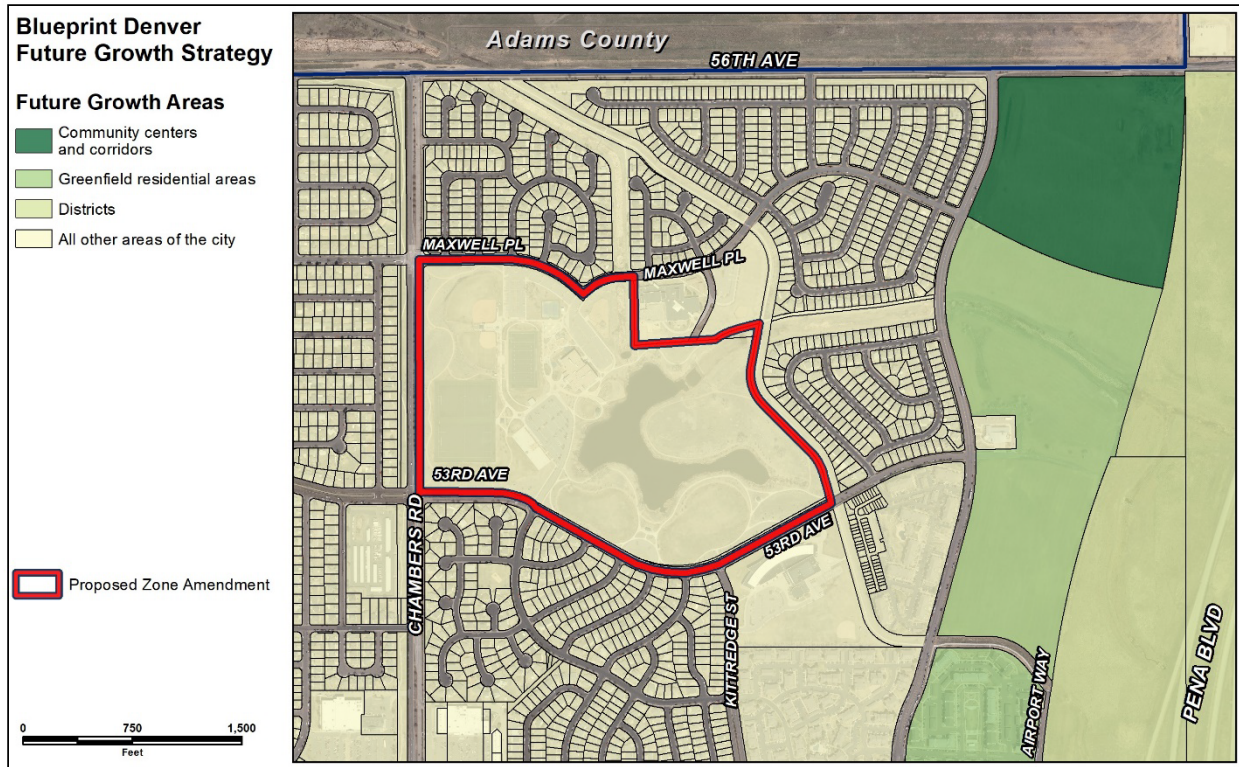 Blueprint Denver
Future Growth Strategy
Future Growth Areas
Community centers
and corridors
Greenfield residential areas
Districts
All other areas of the city
Proposed Zone Amendment
0 750 1,500
Feet
Adams County
56TH AVE
MAXWELL PL
MAXWELL PL
53RD AVE
CHAMBERS RD
53RD AVE
KITTREDGE ST
AIRPORT WAY
PENA BLVD